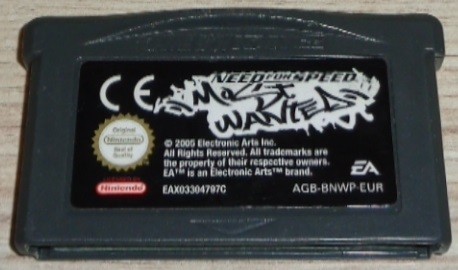 CE
NEED FOR SPEED
MOST
WANTED
Original
Nintendo
Seal of
Quality
© 2005 Electronic Arts Inc.
All Rights Reserved. All trademarks are
the property of their respective owners.
EA™ is an Electronic Arts™ brand.
Nintendo
EAX03304797C
EA
AGB-BNWP-EUR